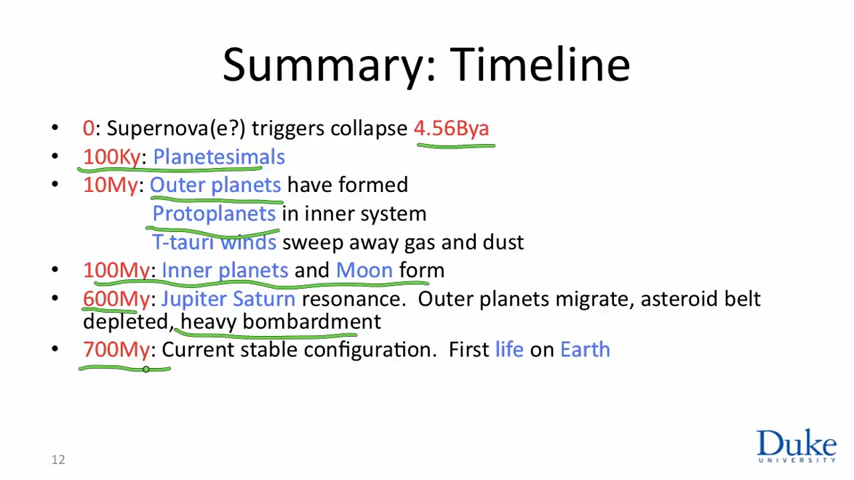 Summary: Timeline
• 0: Supernova(e?) triggers collapse 4.56Bya
• 100Ky: Planetesimals
• 10My: Outer planets have formed
Protoplanets in inner system
T-tauri winds sweep away gas and dust
• 100My: Inner planets and Moon form
• 600My: Jupiter Saturn resonance. Outer planets migrate, asteroid belt
depleted, heavy bombardment
• 700My: Current stable configuration. First life on Earth
12
Duke
UNIVERSITY